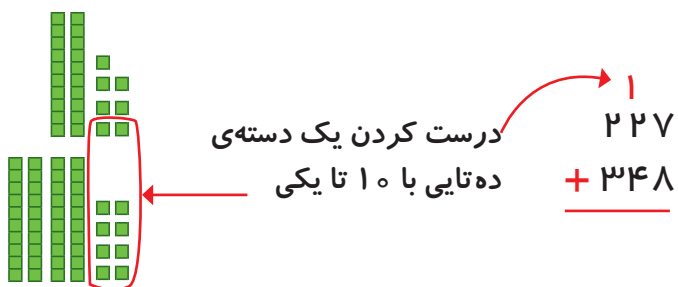 درست کردن یک دسته‌ی
ده‌تایی با ۱۰ تا یکی
۱
۲۲۷
+ ۳۴۸